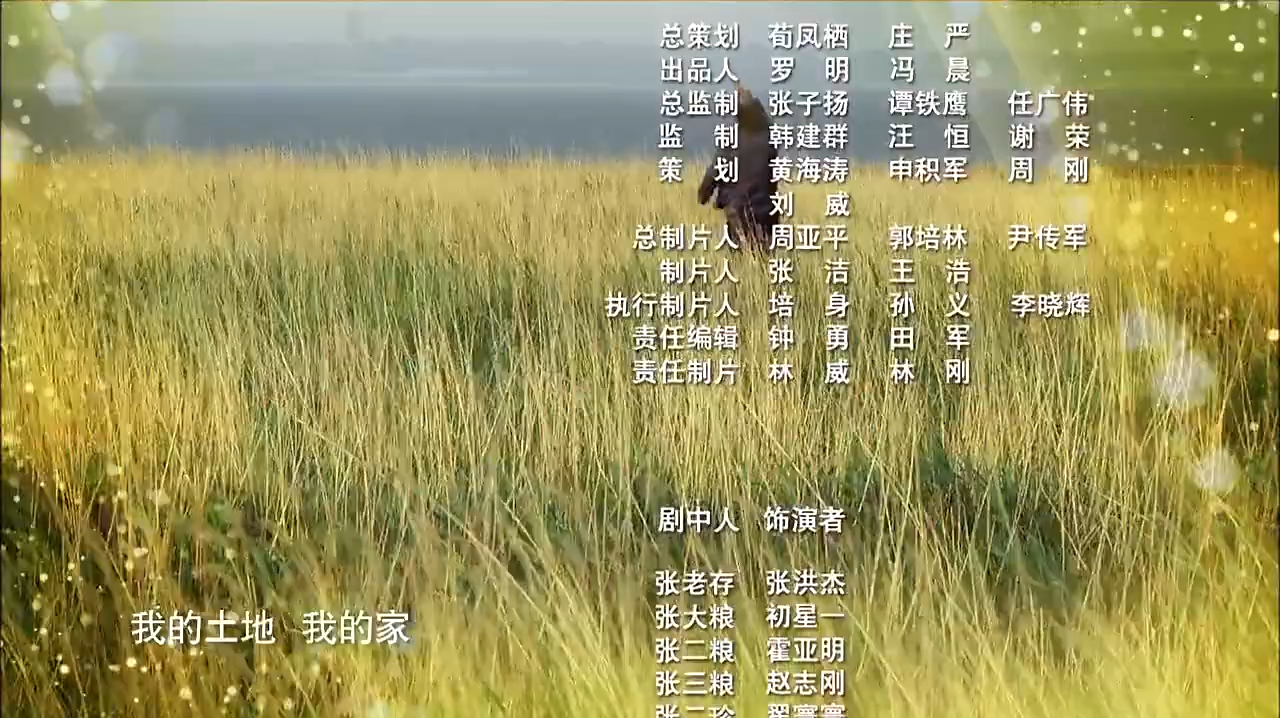 总策划 荀凤栖 庄 严
出品人 罗 明 冯 晨
总监制 张子扬 谭铁鹰 任广伟
监 制 韩建群 汪 恒 谢 荣
策 划 黄海涛 申积军 周 刚
刘 威
总制片人 周亚平 郭培林 尹传军
制片人 张 洁 王 浩
执行制片人 培 身 孙 义 李晓辉
责任编辑 钟 勇 田 军
责任制片 林 威 林 刚
剧中人 饰演者
张老存 张洪杰
张大粮 初星一
张二粮 霍亚明
张三粮 赵志刚
我的土地 我的家